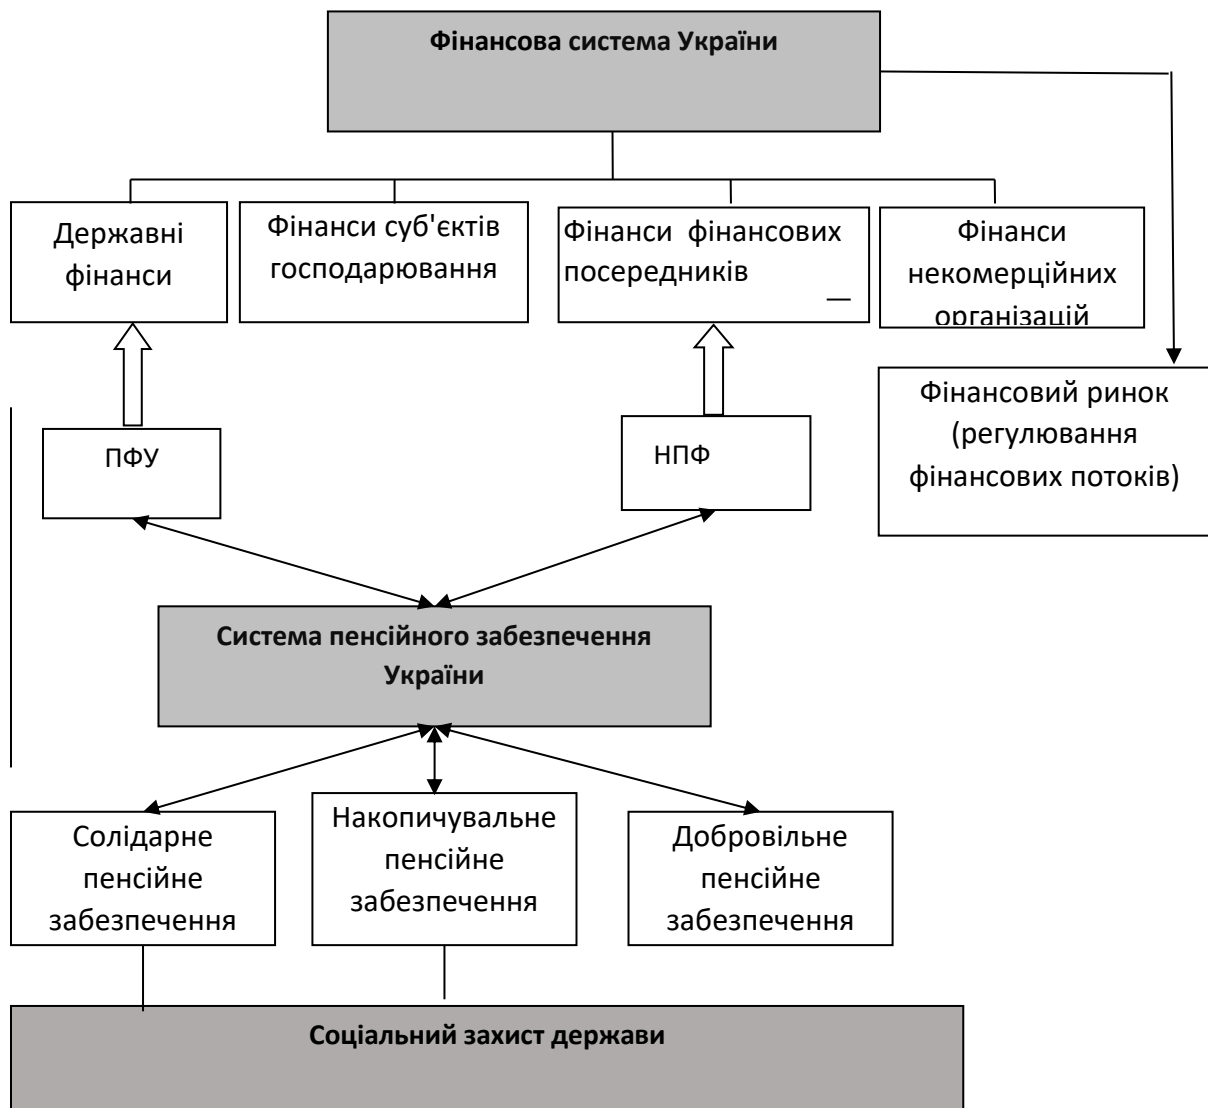 Фінансова система України
Державні
фінанси
Фінанси суб'єктів
господарювання
Фінанси фінансових
посередників
Фінанси
некомерційних
організацій
Фінансовий ринок
(регулювання
фінансових потоків)
ПФУ
НПФ
Система пенсійного забезпечення
України
Солідарне
пенсійне
забезпечення
Накопичувальне
пенсійне
забезпечення
Добровільне
пенсійне
забезпечення
Соціальний захист держави